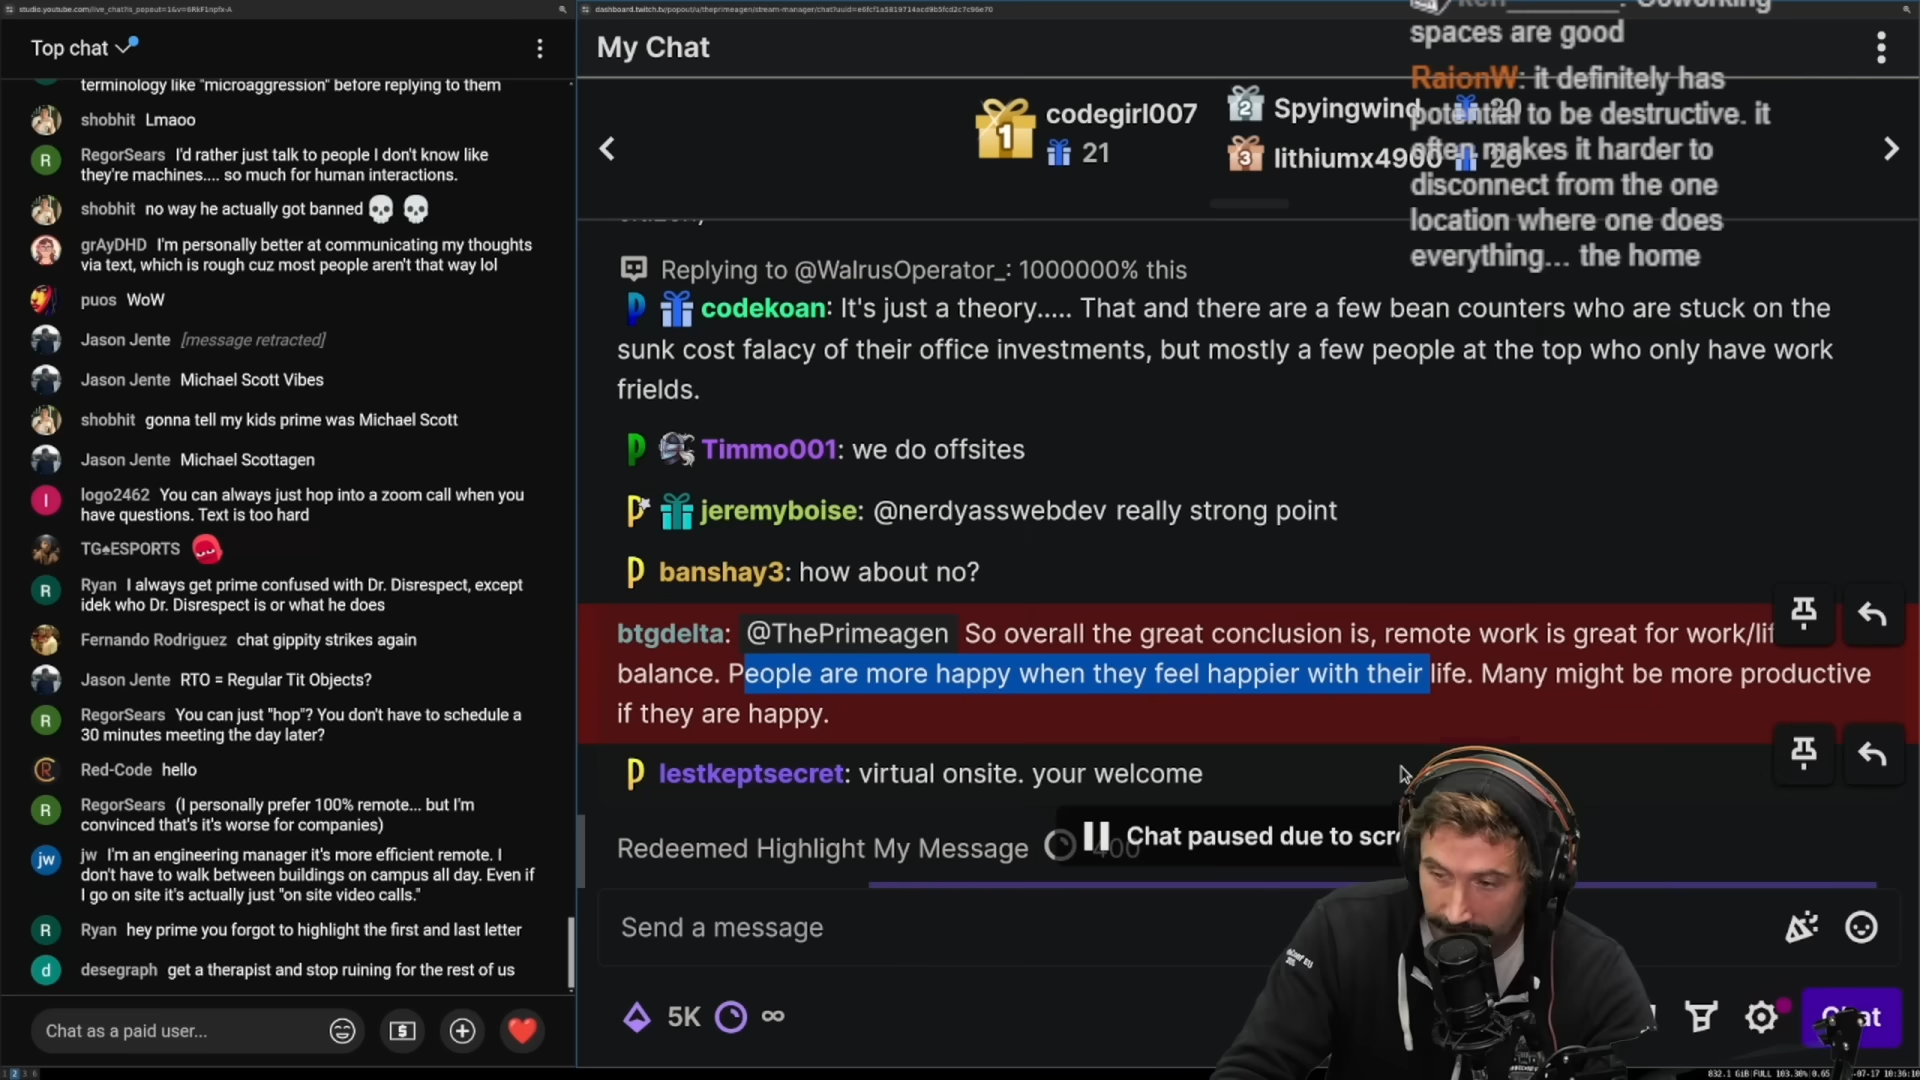 studio.youtube.com/live_chat?is_popout=1&v=6RkF1npfx-A
Top chat
terminology like "microaggression" before replying to them
shobhit Lmaoo
RegorSears I'd rather just talk to people I don't know like
they're machines.... so much for human interactions.
shobhit no way he actually got banned
grAyDHD I'm personally better at communicating my thoughts
via text, which is rough cuz most people aren't that way lol
puos WoW
Jason Jente [message retracted]
Jason Jente Michael Scott Vibes
shobhit gonna tell my kids prime was Michael Scott
Jason Jente Michael Scottagen
logo2462 You can always just hop into a zoom call when you
have questions. Text is too hard
TG♠ESPORTS
Ryan I always get prime confused with Dr. Disrespect, except
idek who Dr. Disrespect is or what he does
Fernando Rodriguez chat gippity strikes again
Jason Jente RTO = Regular Tit Objects?
RegorSears You can just "hop"? You don't have to schedule a
30 minutes meeting the day later?
Red-Code hello
RegorSears (I personally prefer 100% remote... but I'm
convinced that's it's worse for companies)
jw I'm an engineering manager it's more efficient remote. I
don't have to walk between buildings on campus all day. Even if
I go on site it's actually just "on site video calls."
Ryan hey prime you forgot to highlight the first and last letter
desegraph get a therapist and stop ruining for the rest of us
Chat as a paid user...
My Chat
1 codegirl007
21
2 Spyingwind 20
3 lithiumx4900 20
Coworking
spaces are good
RaionW: it definitely has
potential to be destructive. it
often makes it harder to
disconnect from the one
location where one does
everything... the home
Replying to @WalrusOperator_: 1000000% this
codekoan: It's just a theory..... That and there are a few bean counters who are stuck on the
sunk cost falacy of their office investments, but mostly a few people at the top who only have work
frields.
Timmo001: we do offsites
jeremyboise: @nerdyasswebdev really strong point
banshay3: how about no?
btgdelta: @ThePrimeagen So overall the great conclusion is, remote work is great for work/lif
balance. People are more happy when they feel happier with their life. Many might be more productive
if they are happy.
lestkeptsecret: virtual onsite. your welcome
Redeemed Highlight My Message 400
Chat paused due to scr
Send a message
5K ∞
Chat